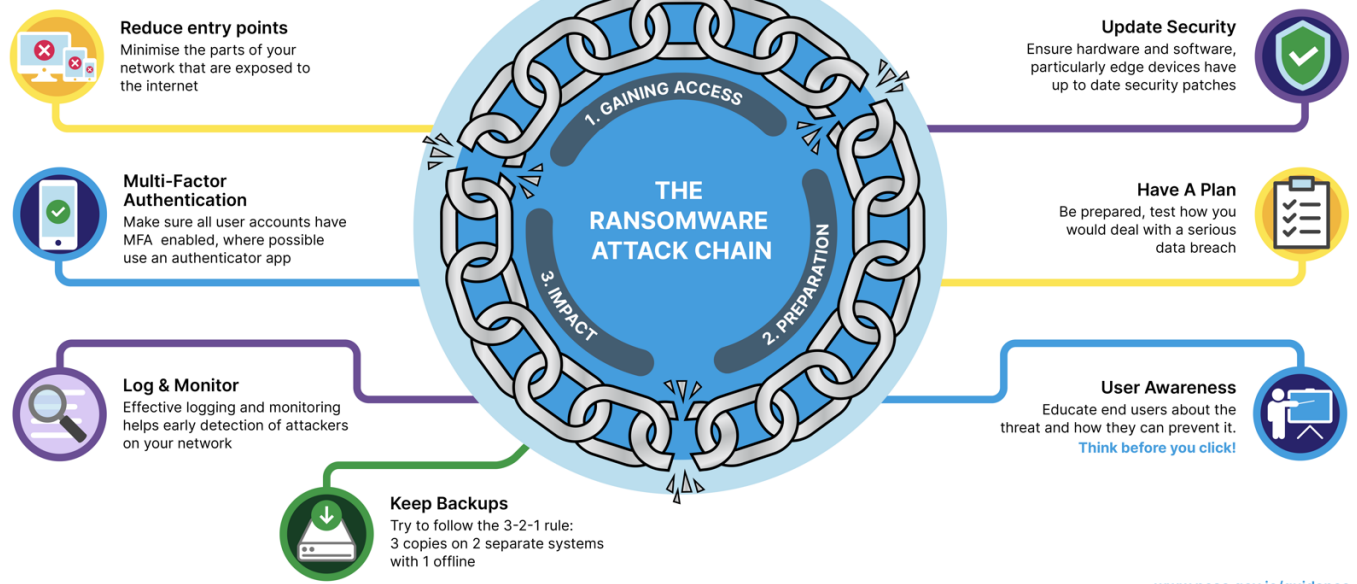 Reduce entry points
Minimise the parts of your
network that are exposed to
the internet
Multi-Factor
Authentication
Make sure all user accounts have
MFA enabled, where possible
use an authenticator app
Log & Monitor
Effective logging and monitoring
helps early detection of attackers
on your network
Keep Backups
Try to follow the 3-2-1 rule:
3 copies on 2 separate systems
with 1 offline
1. GAINING ACCESS
2. PREPARATION
3. IMPACT
THE
RANSOMWARE
ATTACK CHAIN
Update Security
Ensure hardware and software,
particularly edge devices have
up to date security patches
Have A Plan
Be prepared, test how you
would deal with a serious
data breach
User Awareness
Educate end users about the
threat and how they can prevent it.
Think before you click!